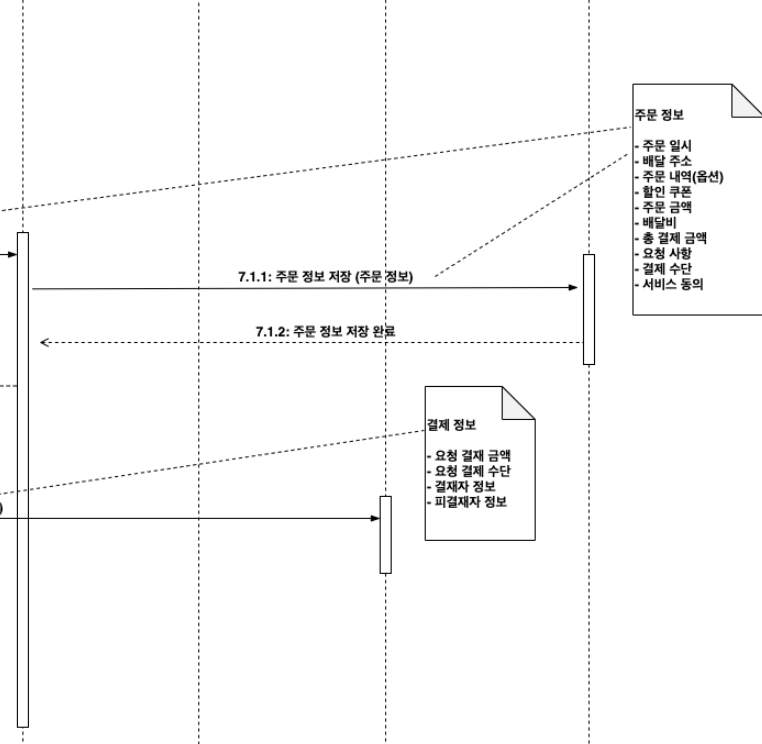 주문 정보
- 주문 일시
- 배달 주소
- 주문 내역(옵션)
- 할인 쿠폰
- 주문 금액
- 배달비
- 총 결제 금액
- 요청 사항
- 결제 수단
- 서비스 동의
7.1.1: 주문 정보 저장 (주문 정보)
7.1.2: 주문 정보 저장 완료
결제 정보
- 요청 결재 금액
- 요청 결제 수단
- 결재자 정보
- 피결재자 정보
)